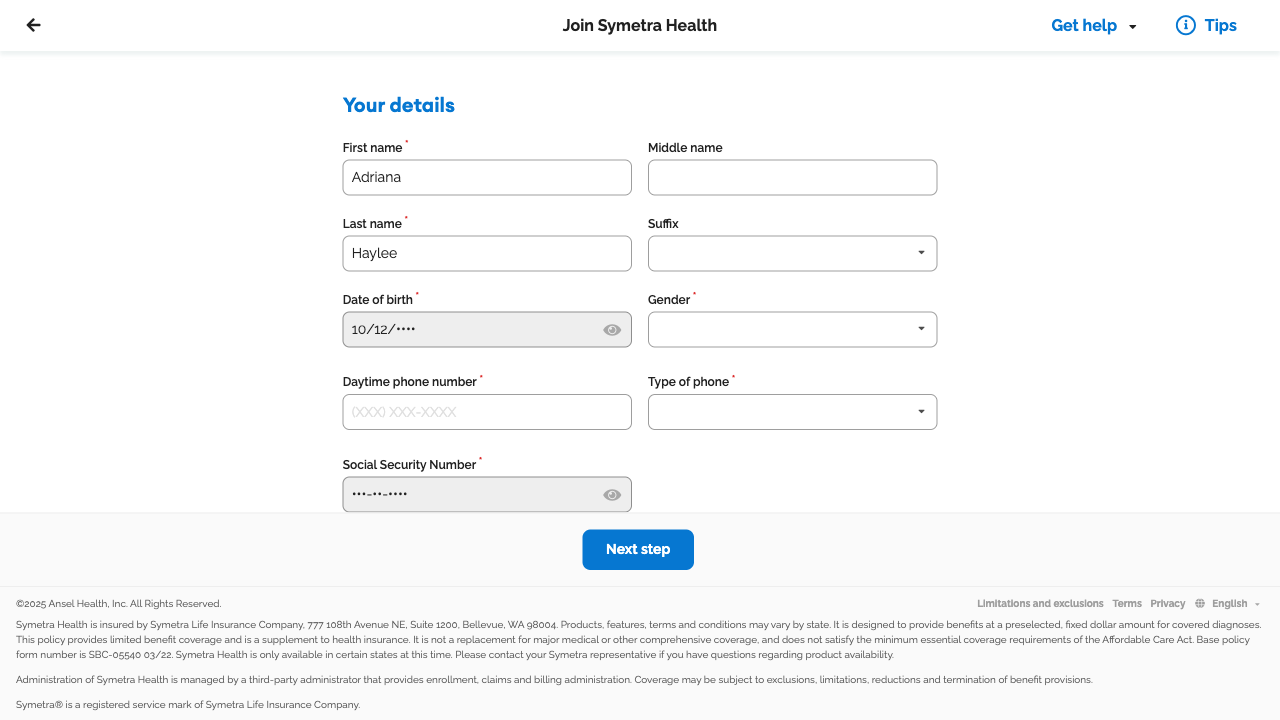 Join Symetra Health
Get help
Tips
Your details
First name *
Middle name
Adriana
Last name *
Suffix
Haylee
Date of birth *
Gender *
10/12/••••
Daytime phone number *
Type of phone *
(XXX) XXX-XXXX
Social Security Number *
•••-••-••••
Next step
©2025 Ansel Health, Inc. All Rights Reserved.
Limitations and exclusions Terms Privacy English
Symetra Health is insured by Symetra Life Insurance Company, 777 108th Avenue NE, Suite 1200, Bellevue, WA 98004. Products, features, terms and conditions may vary by state. It is designed to provide benefits at a preselected, fixed dollar amount for covered diagnoses.
This policy provides limited benefit coverage and is a supplement to health insurance. It is not a replacement for major medical or other comprehensive coverage, and does not satisfy the minimum essential coverage requirements of the Affordable Care Act. Base policy
form number is SBC-05540 03/22. Symetra Health is only available in certain states at this time. Please contact your Symetra representative if you have questions regarding product availability.
Administration of Symetra Health is managed by a third-party administrator that provides enrollment, claims and billing administration. Coverage may be subject to exclusions, limitations, reductions and termination of benefit provisions.
Symetra® is a registered service mark of Symetra Life Insurance Company.